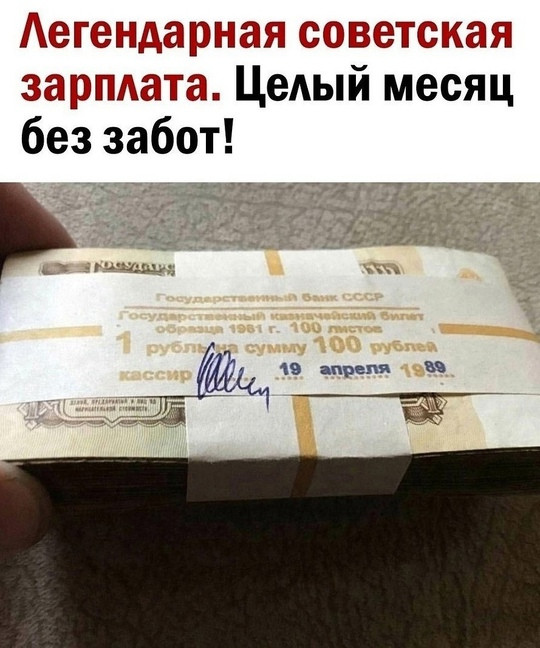 Легендарная советская
зарплата. Целый месяц
без забот!
ГОСУДАРС
Государственный банк СССР
Государственный казначейский билет
образца 1961 г. 100 листов
1 рубль на сумму 100 рублей
кассир 19 апреля 1989